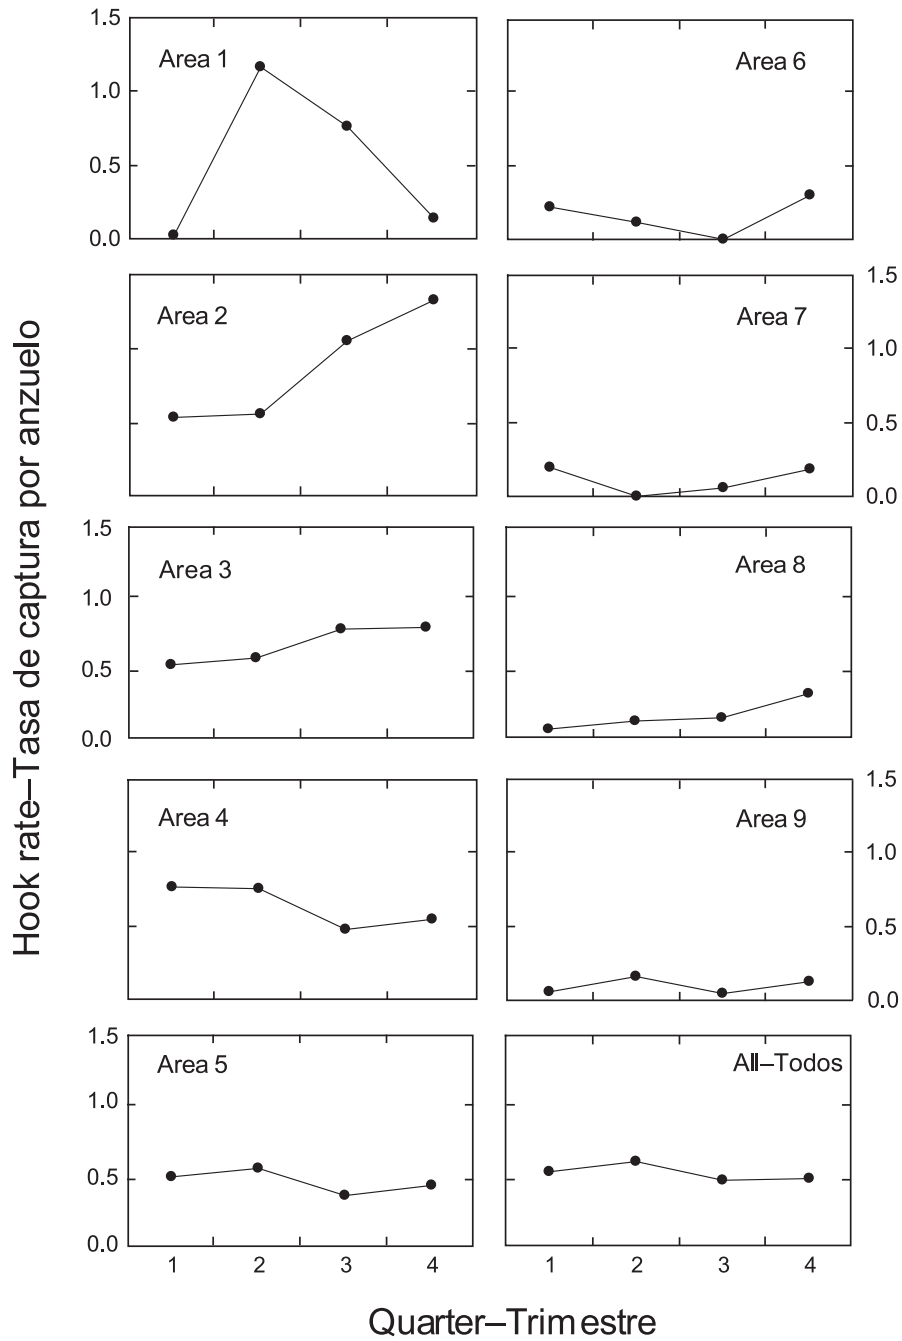 Hook rate–Tasa de captura por anzuelo
1.5
1.0
0.5
0.0
Area 1
Area 6
Area 2
Area 7
1.5
1.0
0.5
0.0
1.5
1.0
0.5
0.0
Area 3
Area 8
Area 4
Area 9
1.5
1.0
0.5
0.0
1.5
1.0
0.5
0.0
Area 5
All–Todos
1 2 3 4 1 2 3 4
Quarter–Trimestre